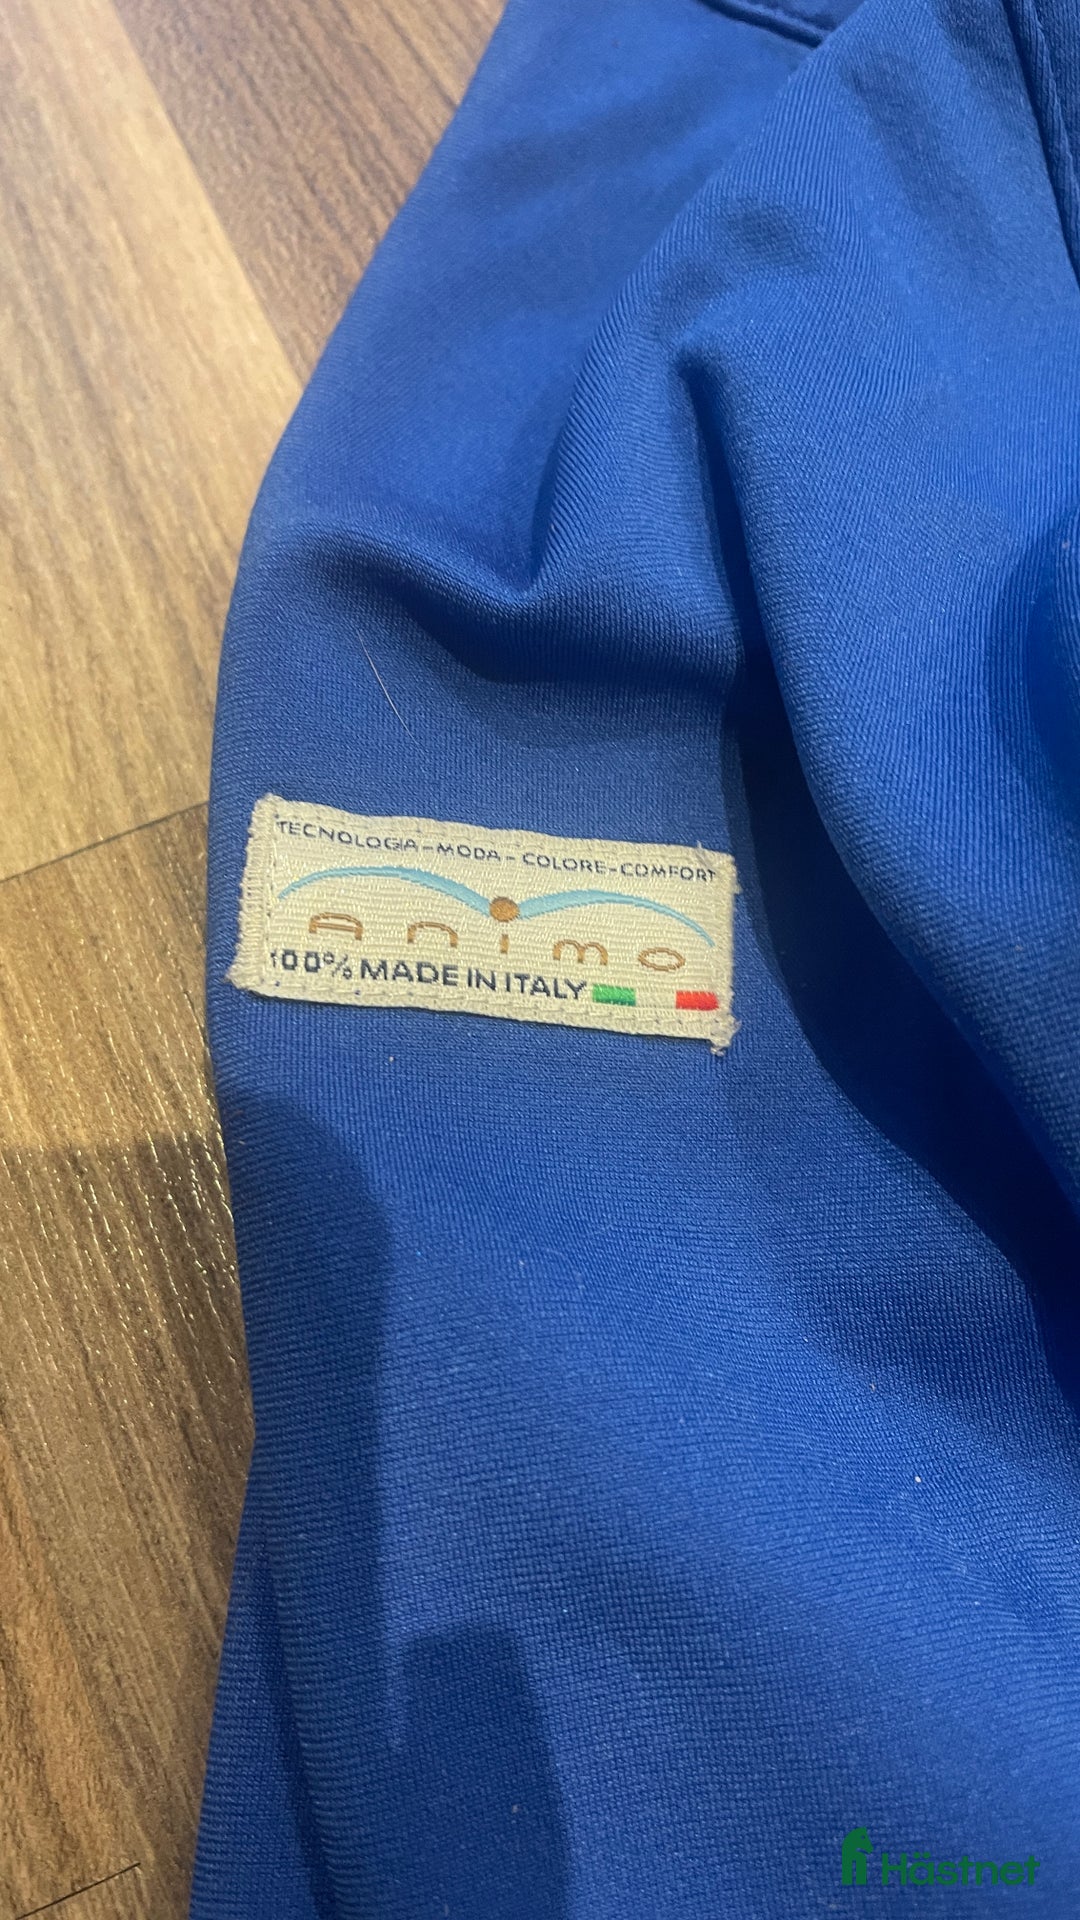 TECNOLOGIA-MODA-COLORE-COMFORT
Animo
100% MADE IN ITALY
Hästnet